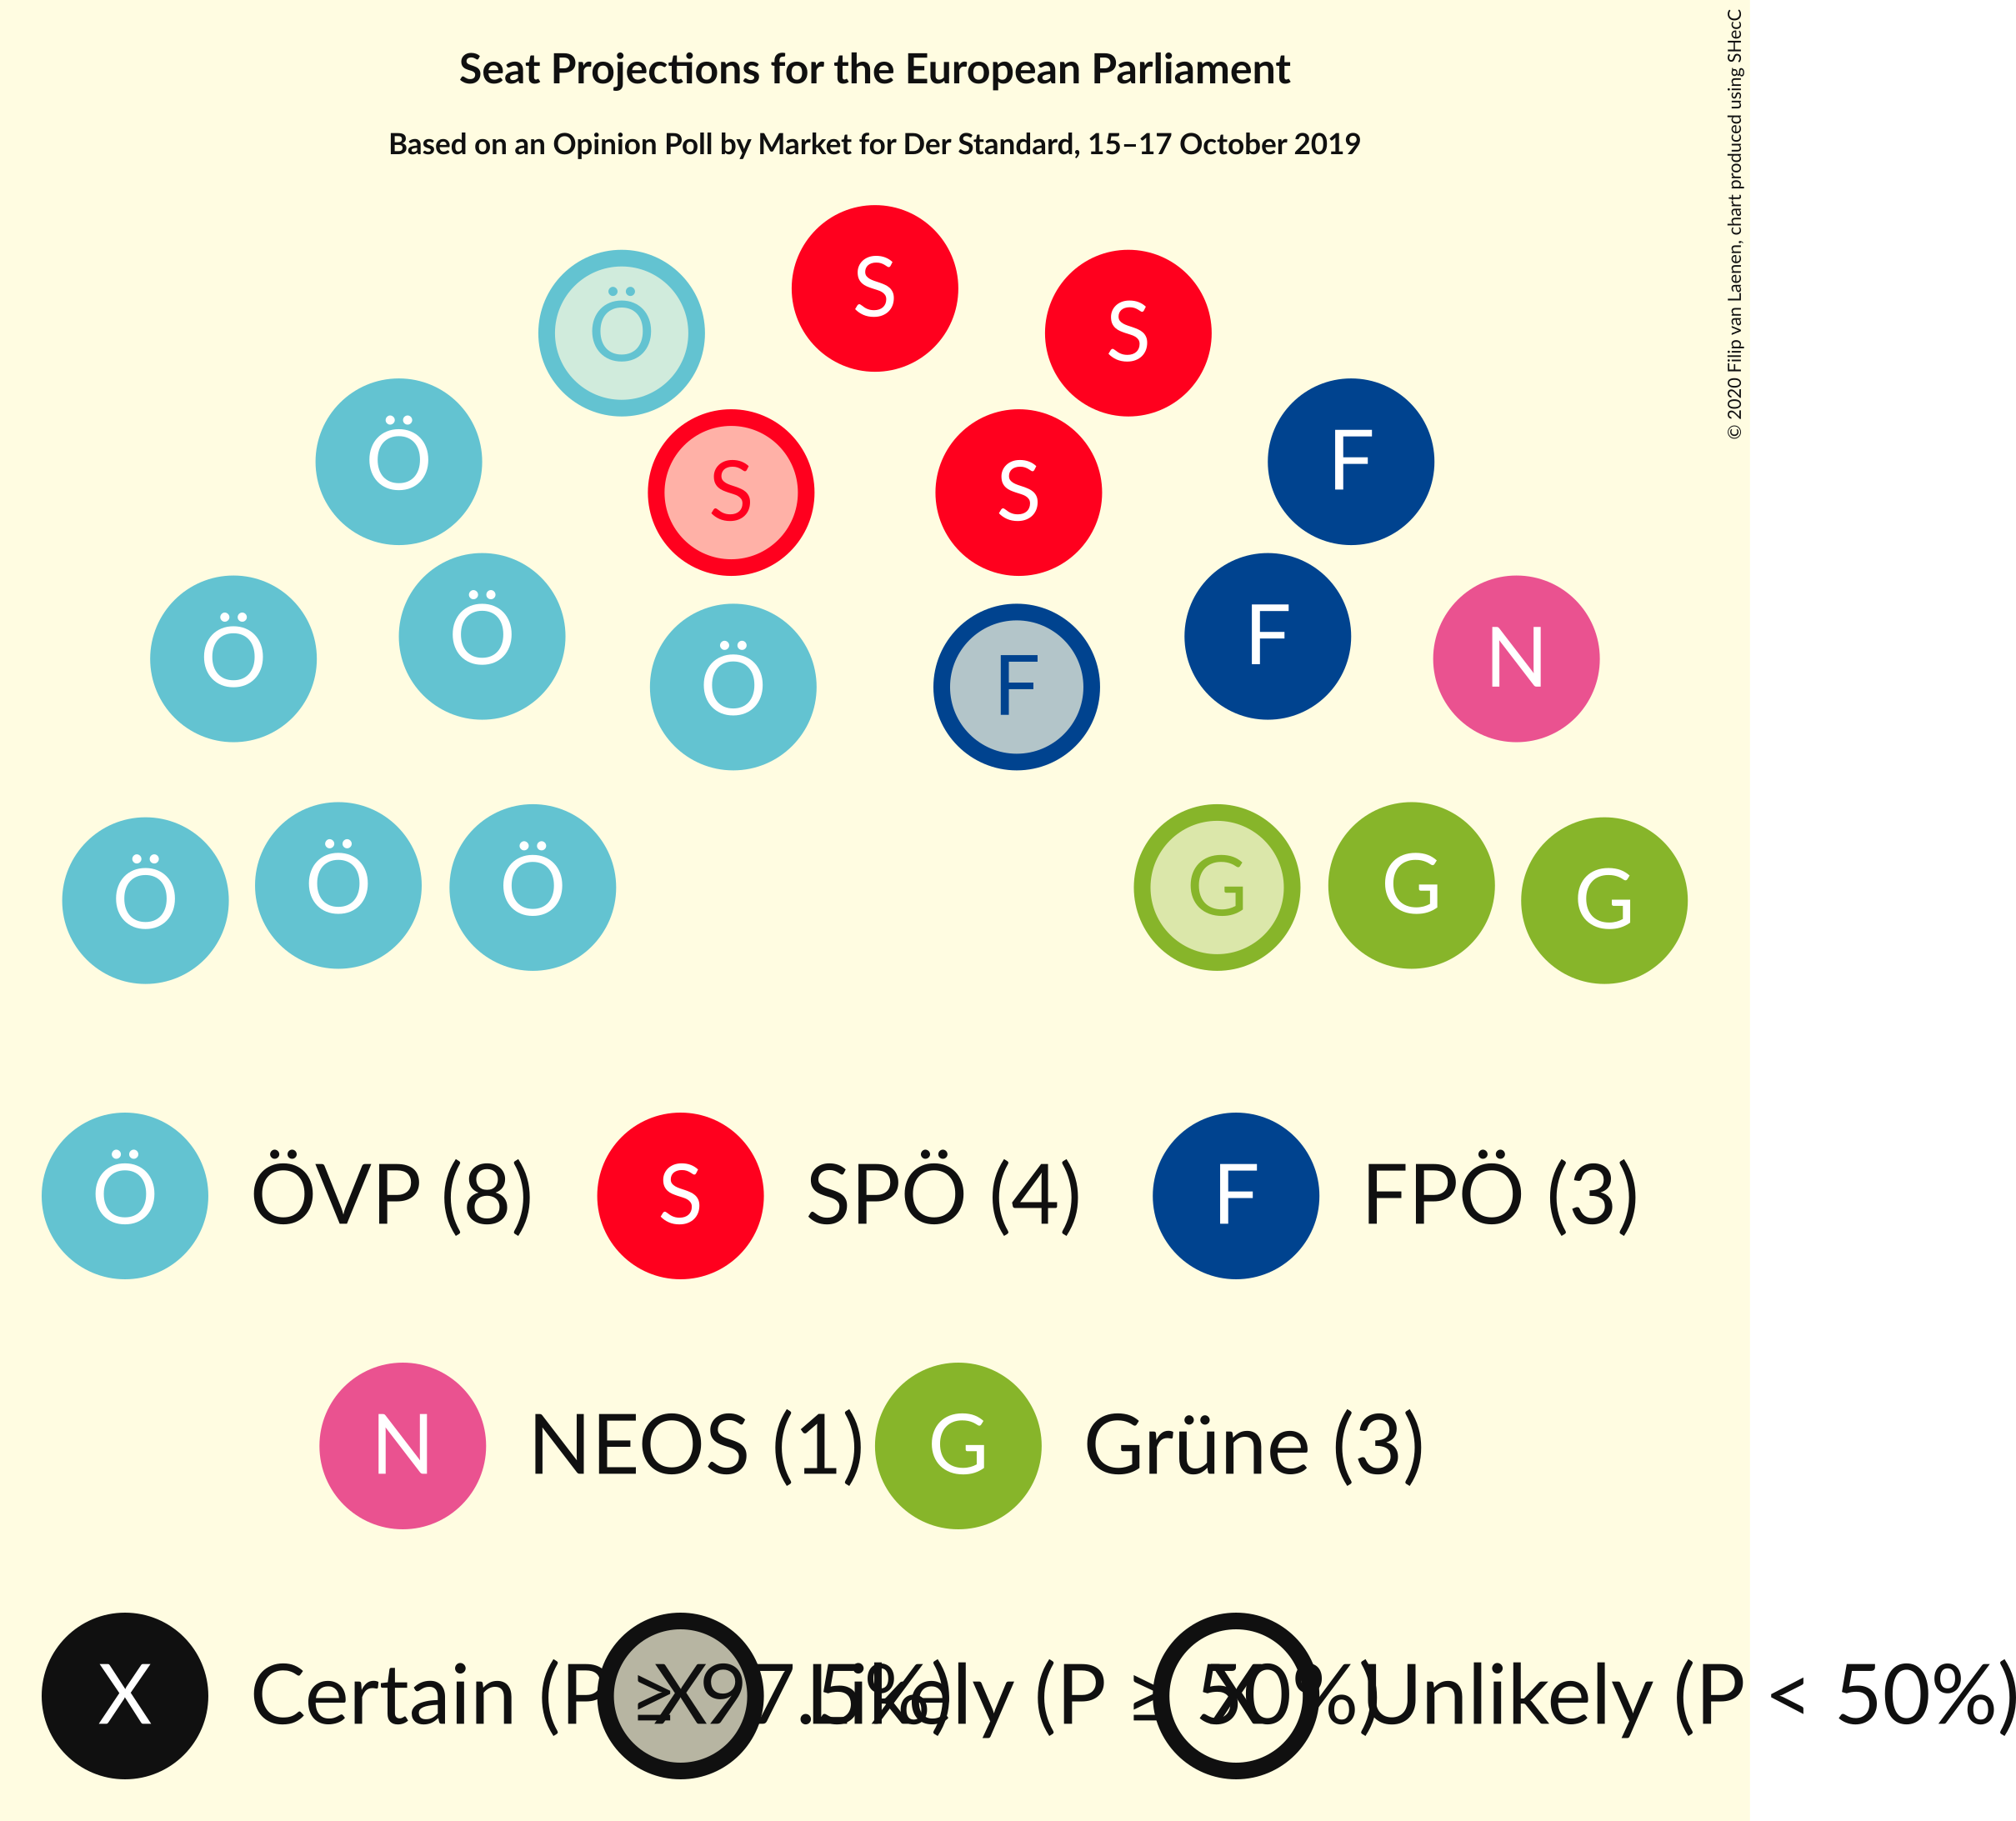 Seat Projections for the European Parliament
Based on an Opinion Poll by Market for Der Standard, 15–17 October 2019
© 2020 Filip van Laenen, chart produced using SHecC
S
Ö S
Ö F
S S
Ö Ö F N
Ö F
Ö Ö Ö G G G
Ö ÖVP (8) S SPÖ (4) F FPÖ (3)
N NEOS (1) G Grüne (3)
X Certain (P ≥ 97.5%) X Likely (P ≥ 50%) X Unlikely (P < 50%)